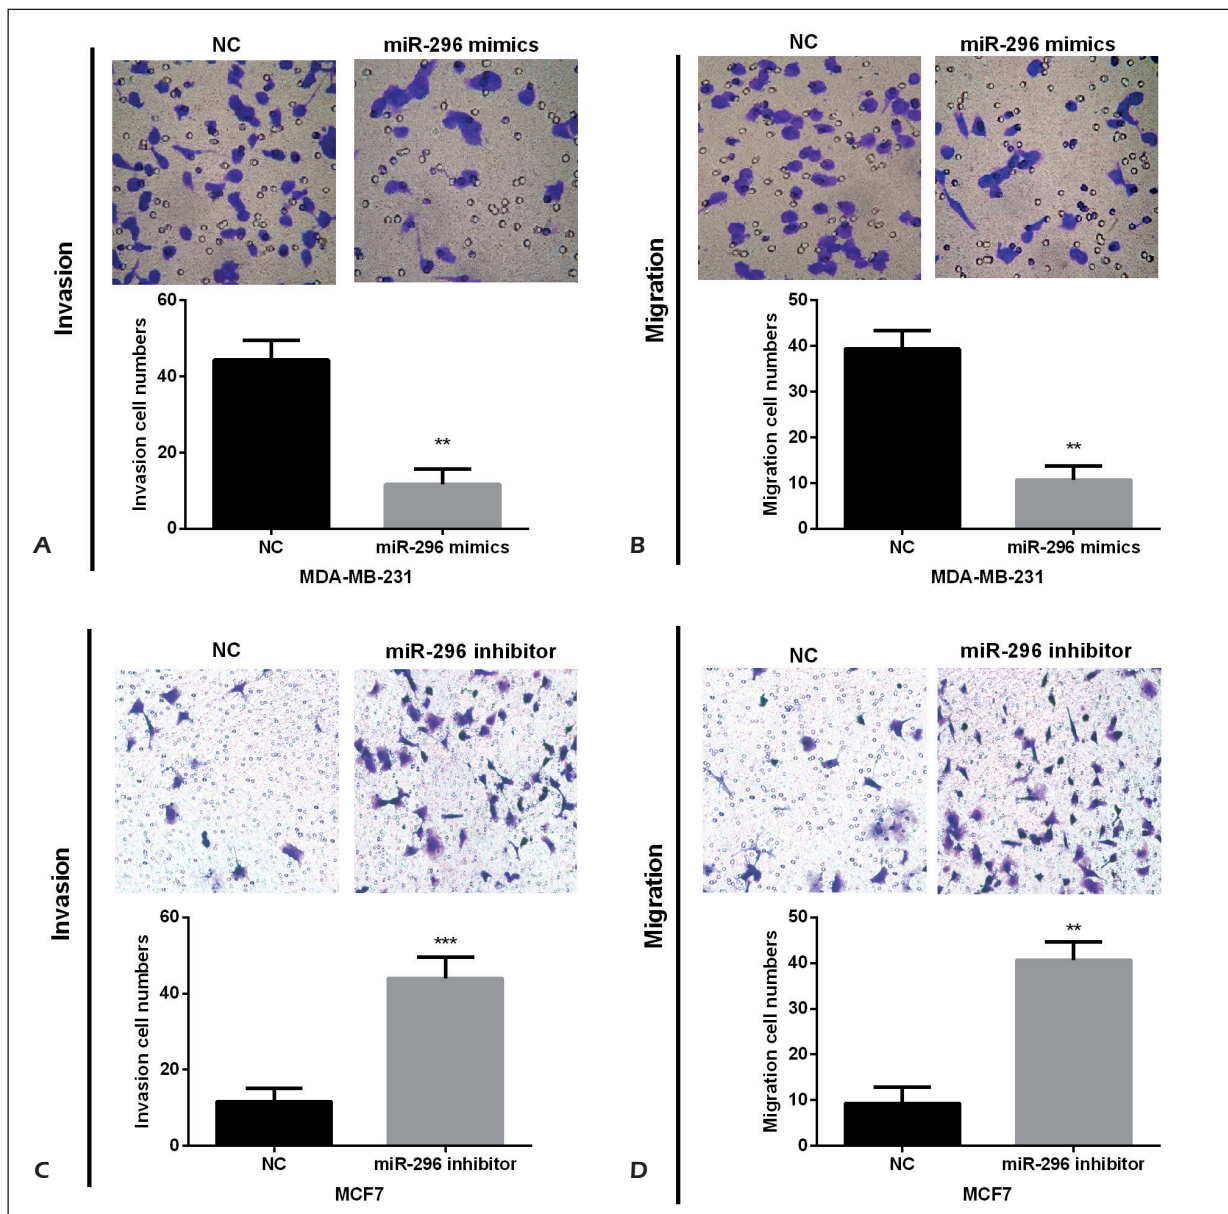 NC
miR-296 mimics
Invasion
Invasion cell numbers
60
40
20
0
**
NC
miR-296 mimics
MDA-MB-231
A
NC
miR-296 mimics
Migration
Migration cell numbers
50
40
30
20
10
0
**
NC
miR-296 mimics
MDA-MB-231
B
NC
miR-296 inhibitor
Invasion
Invasion cell numbers
60
40
20
0
***
NC
miR-296 inhibitor
MCF7
C
NC
miR-296 inhibitor
Migration
Migration cell numbers
50
40
30
20
10
0
**
NC
miR-296 inhibitor
MCF7
D